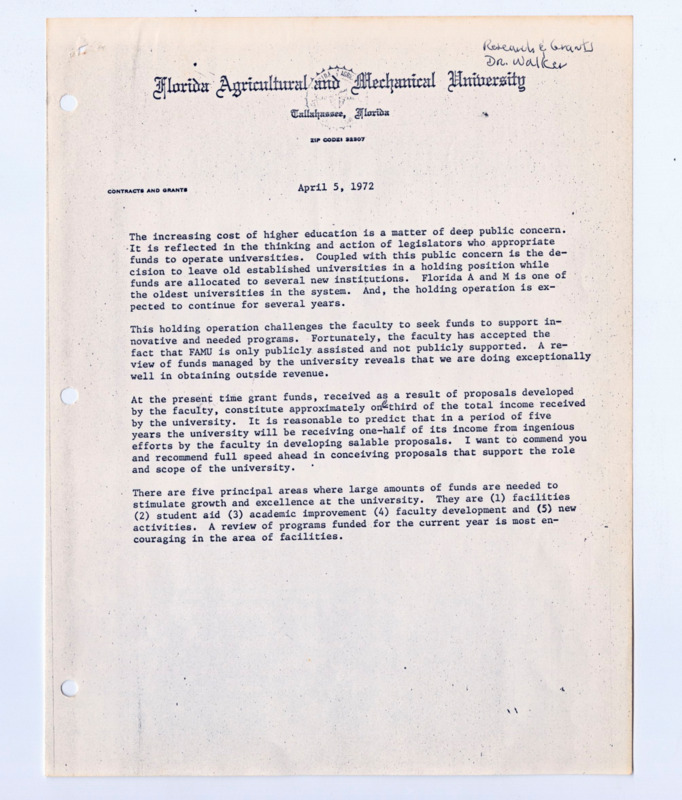 Research & Grants
Dr. Walker
Florida Agricultural and Mechanical University
Tallahassee, Florida
ZIP CODE: 32307
CONTRACTS AND GRANTS
April 5, 1972
The increasing cost of higher education is a matter of deep public concern.
It is reflected in the thinking and action of legislators who appropriate
funds to operate universities. Coupled with this public concern is the de-
cision to leave old established universities in a holding position while
funds are allocated to several new institutions. Florida A and M is one of
the oldest universities in the system. And, the holding operation is ex-
pected to continue for several years.
This holding operation challenges the faculty to seek funds to support in-
novative and needed programs. Fortunately, the faculty has accepted the
fact that FAMU is only publicly assisted and not publicly supported. A re-
view of funds managed by the university reveals that we are doing exceptionally
well in obtaining outside revenue.
At the present time grant funds, received as a result of proposals developed
by the faculty, constitute approximately one third of the total income received
by the university. It is reasonable to predict that in a period of five
years the university will be receiving one-half of its income from ingenious
efforts by the faculty in developing salable proposals. I want to commend you
and recommend full speed ahead in conceiving proposals that support the role
and scope of the university.
There are five principal areas where large amounts of funds are needed to
stimulate growth and excellence at the university. They are (1) facilities
(2) student aid (3) academic improvement (4) faculty development and (5) new
activities. A review of programs funded for the current year is most en-
couraging in the area of facilities.